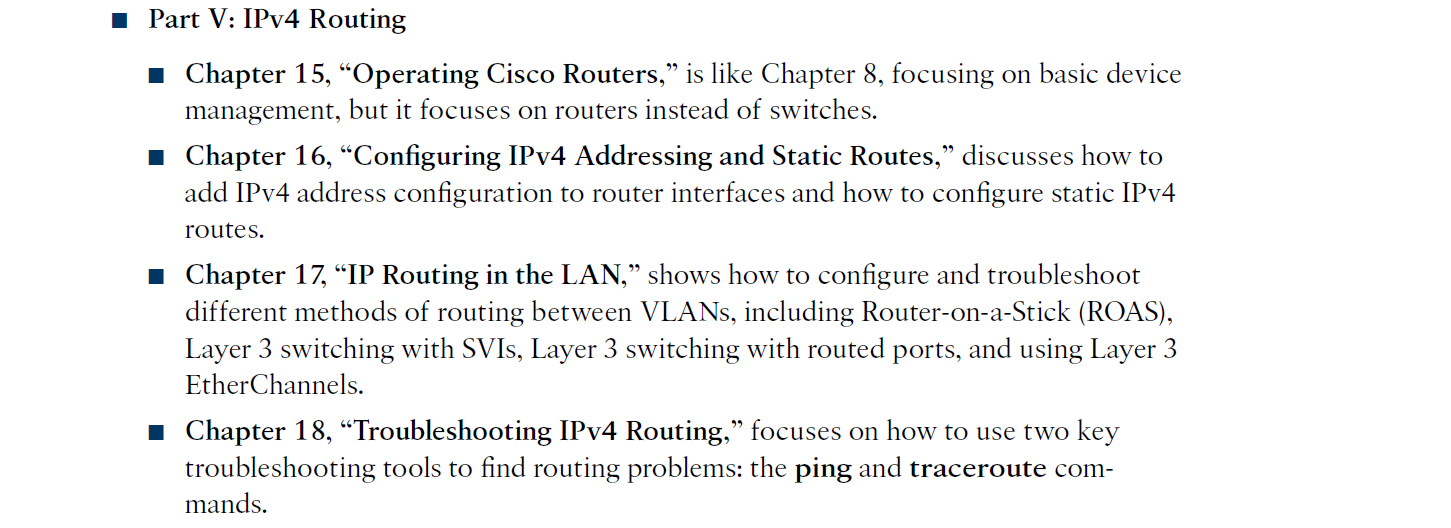 ■ Part V: IPv4 Routing
■ Chapter 15, “Operating Cisco Routers,” is like Chapter 8, focusing on basic device
management, but it focuses on routers instead of switches.
■ Chapter 16, “Configuring IPv4 Addressing and Static Routes,” discusses how to
add IPv4 address configuration to router interfaces and how to configure static IPv4
routes.
■ Chapter 17, “IP Routing in the LAN,” shows how to configure and troubleshoot
different methods of routing between VLANs, including Router-on-a-Stick (ROAS),
Layer 3 switching with SVIs, Layer 3 switching with routed ports, and using Layer 3
EtherChannels.
■ Chapter 18, “Troubleshooting IPv4 Routing,” focuses on how to use two key
troubleshooting tools to find routing problems: the ping and traceroute com-
mands.